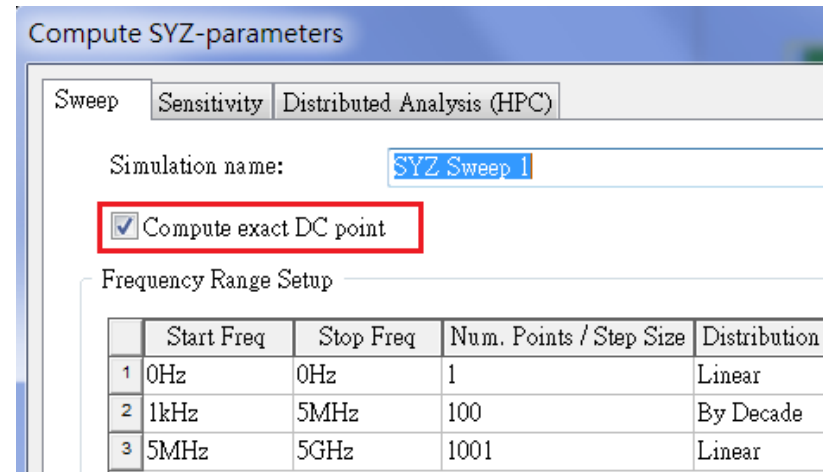 Compute SYZ-parameters
Sweep Sensitivity Distributed Analysis (HPC)
Simulation name: SYZ Sweep 1
Compute exact DC point
Frequency Range Setup
Start Freq Stop Freq Num. Points / Step Size Distribution
1 0Hz 0Hz 1 Linear
2 1kHz 5MHz 100 By Decade
3 5MHz 5GHz 1001 Linear